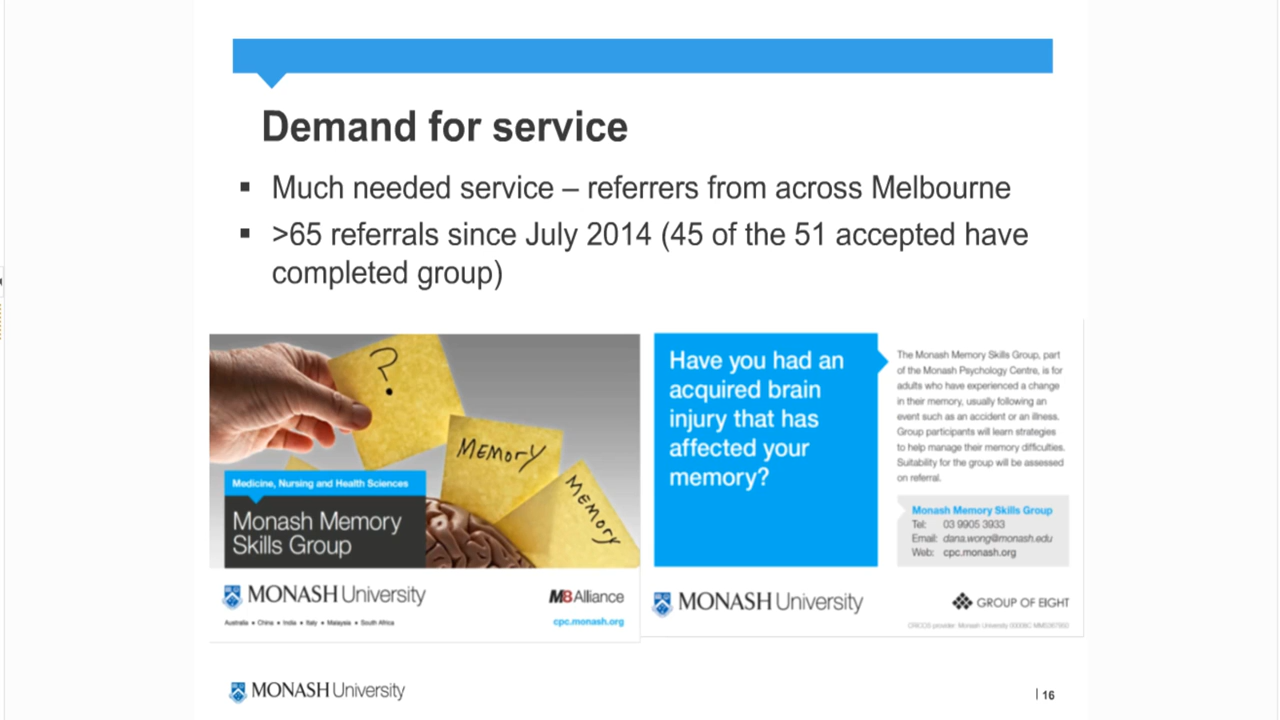 Demand for service
▪ Much needed service – referrers from across Melbourne
▪ >65 referrals since July 2014 (45 of the 51 accepted have
completed group)
?
MEMORY
MEMORY
Medicine, Nursing and Health Sciences
Monash Memory
Skills Group
MONASH University
Australia • China • India • Italy • Malaysia • South Africa
MBAlliance
cpc.monash.org
Have you had an
acquired brain
injury that has
affected your
memory?
The Monash Memory Skills Group, part
of the Monash Psychology Centre, is for
adults who have experienced a change
in their memory, usually following an
event such as an accident or an illness.
Group participants will learn strategies
to help manage their memory difficulties.
Suitability for the group will be assessed
on referral.
Monash Memory Skills Group
Tel: 03 9905 3933
Email: dana.wong@monash.edu
Web: cpc.monash.org
MONASH University
GROUP OF EIGHT
CRICOS provider: Monash University
MONASH University
16